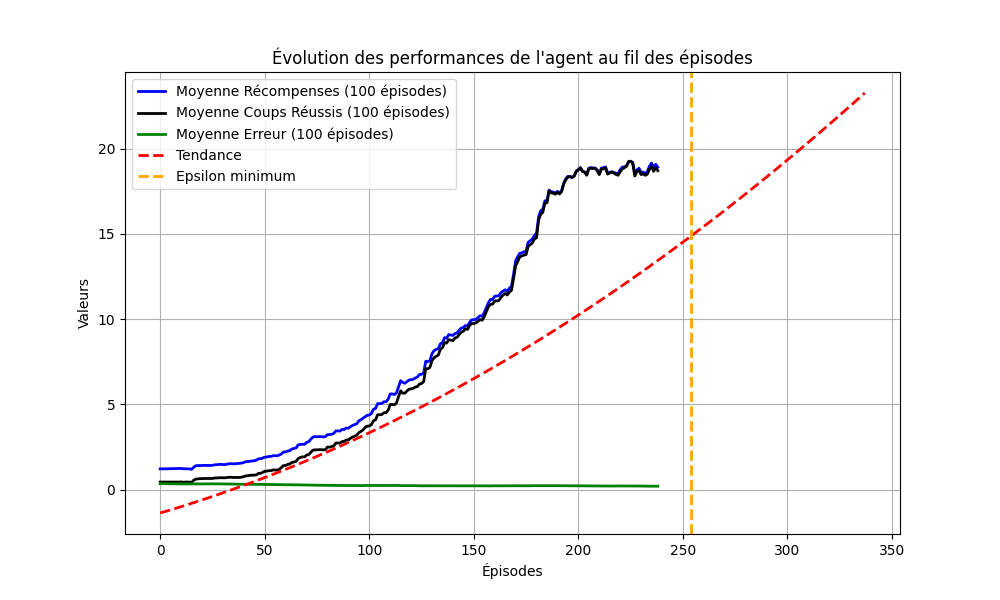 Évolution des performances de l'agent au fil des épisodes
Moyenne Récompenses (100 épisodes)
Moyenne Coups Réussis (100 épisodes)
Moyenne Erreur (100 épisodes)
Tendance
Epsilon minimum
Valeurs
20
15
10
5
0
0 50 100 150 200 250 300 350
Épisodes